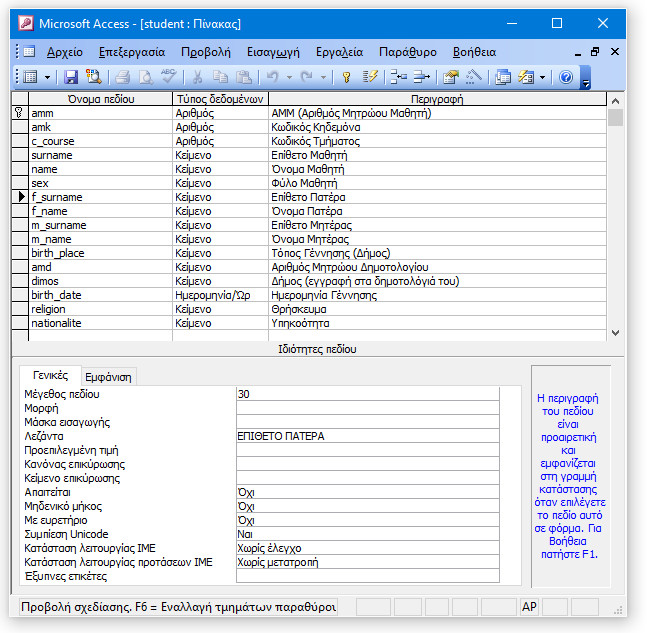 Microsoft Access - [student : Πίνακας]
Αρχείο Επεξεργασία Προβολή Εισαγωγή Εργαλεία Παράθυρο Βοήθεια
Όνομα πεδίου Τύπος δεδομένων Περιγραφή
amm Αριθμός ΑΜΜ (Αριθμός Μητρώου Μαθητή)
amk Αριθμός Κωδικός Κηδεμόνα
c_course Αριθμός Κωδικός Τμήματος
surname Κείμενο Επίθετο Μαθητή
name Κείμενο Όνομα Μαθητή
sex Κείμενο Φύλο Μαθητή
f_surname Κείμενο Επίθετο Πατέρα
f_name Κείμενο Όνομα Πατέρα
m_surname Κείμενο Επίθετο Μητέρας
m_name Κείμενο Όνομα Μητέρας
birth_place Κείμενο Τόπος Γέννησης (Δήμος)
amd Κείμενο Αριθμός Μητρώου Δημοτολογίου
dimos Κείμενο Δήμος (εγγραφή στα δημοτολόγιά του)
birth_date Ημερομηνία/Ώρ Ημερομηνία Γέννησης
religion Κείμενο Θρήσκευμα
nationalite Κείμενο Υπηκοότητα
Ιδιότητες πεδίου
Γενικές Εμφάνιση
Μέγεθος πεδίου 30
Μορφή
Μάσκα εισαγωγής
Λεζάντα ΕΠΙΘΕΤΟ ΠΑΤΕΡΑ
Προεπιλεγμένη τιμή
Κανόνας επικύρωσης
Κείμενο επικύρωσης
Απαιτείται Όχι
Μηδενικό μήκος Όχι
Με ευρετήριο Όχι
Συμπίεση Unicode Ναι
Κατάσταση λειτουργίας IME Χωρίς έλεγχο
Κατάσταση λειτουργίας προτάσεων IME Χωρίς μετατροπή
Έξυπνες ετικέτες
Η περιγραφή
του πεδίου
είναι
προαιρετική
και
εμφανίζεται
στη γραμμή
κατάστασης
όταν επιλέγετε
το πεδίο αυτό
σε φόρμα. Για
Βοήθεια
πατήστε F1.
Προβολή σχεδίασης. F6 = Εναλλαγή τμημάτων παραθύρου ΑΡ